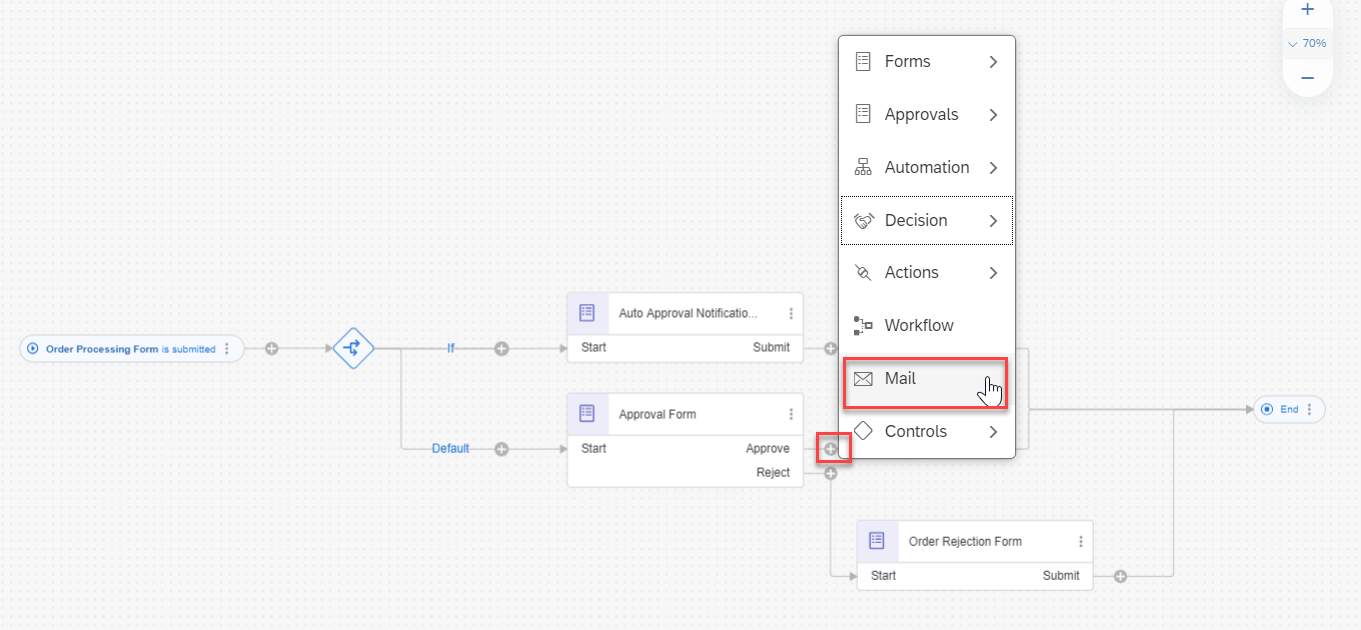 70%
Forms
Approvals
Automation
Decision
Actions
Workflow
Mail
Controls
Order Processing Form is submitted
If
Default
Auto Approval Notificatio...
Start Submit
Approval Form
Start Approve
Reject
Order Rejection Form
Start Submit
End